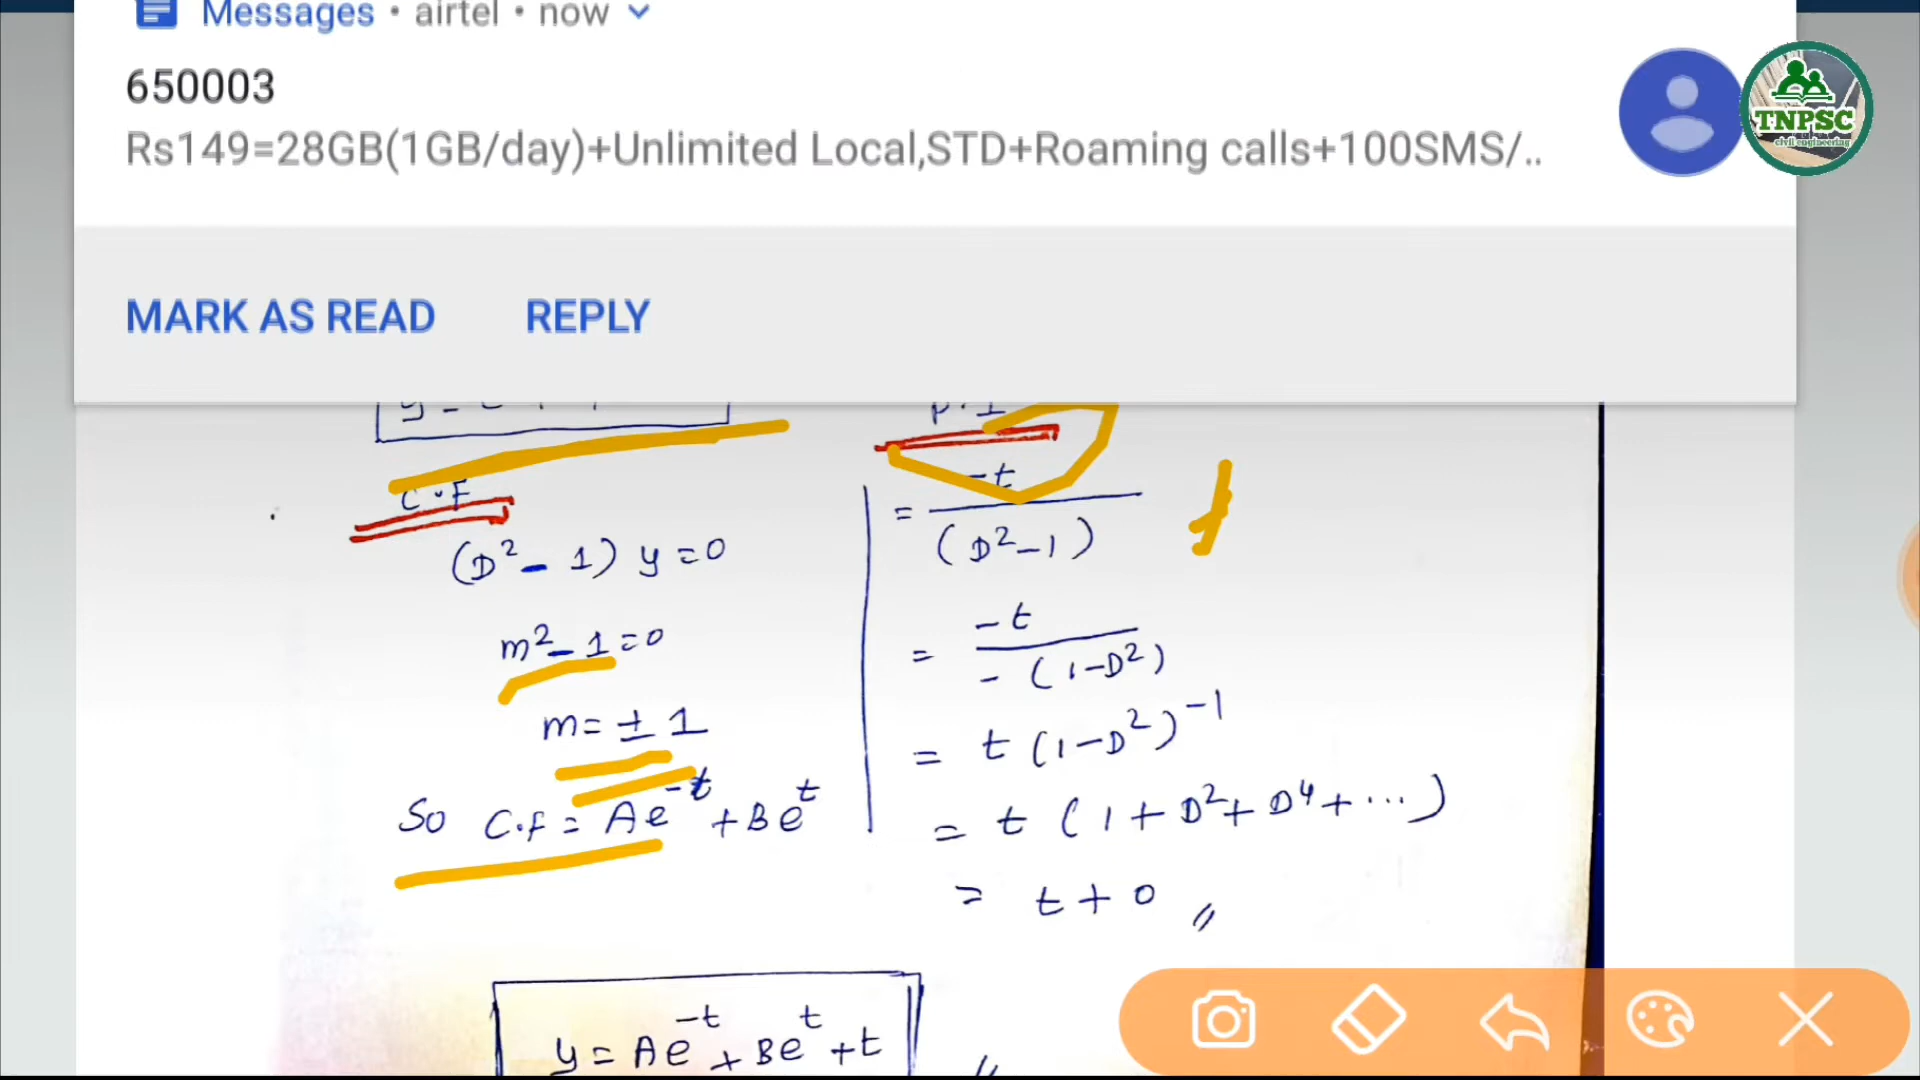 Messages • airtel • now
650003
Rs149=28GB(1GB/day)+Unlimited Local,STD+Roaming calls+100SMS/..
TNPSC
civil engineering
MARK AS READ REPLY
P.I
C.F
(D² - 1) y = 0
m² - 1 = 0
m = ± 1
So C.f = Ae^-t + Be^t
= -t / (D² - 1)
= -t / -(1 - D²)
= t (1 - D²)^-1
= t (1 + D² + D⁴ + ...)
= t + 0 //
y = Ae^-t + Be^t + t //